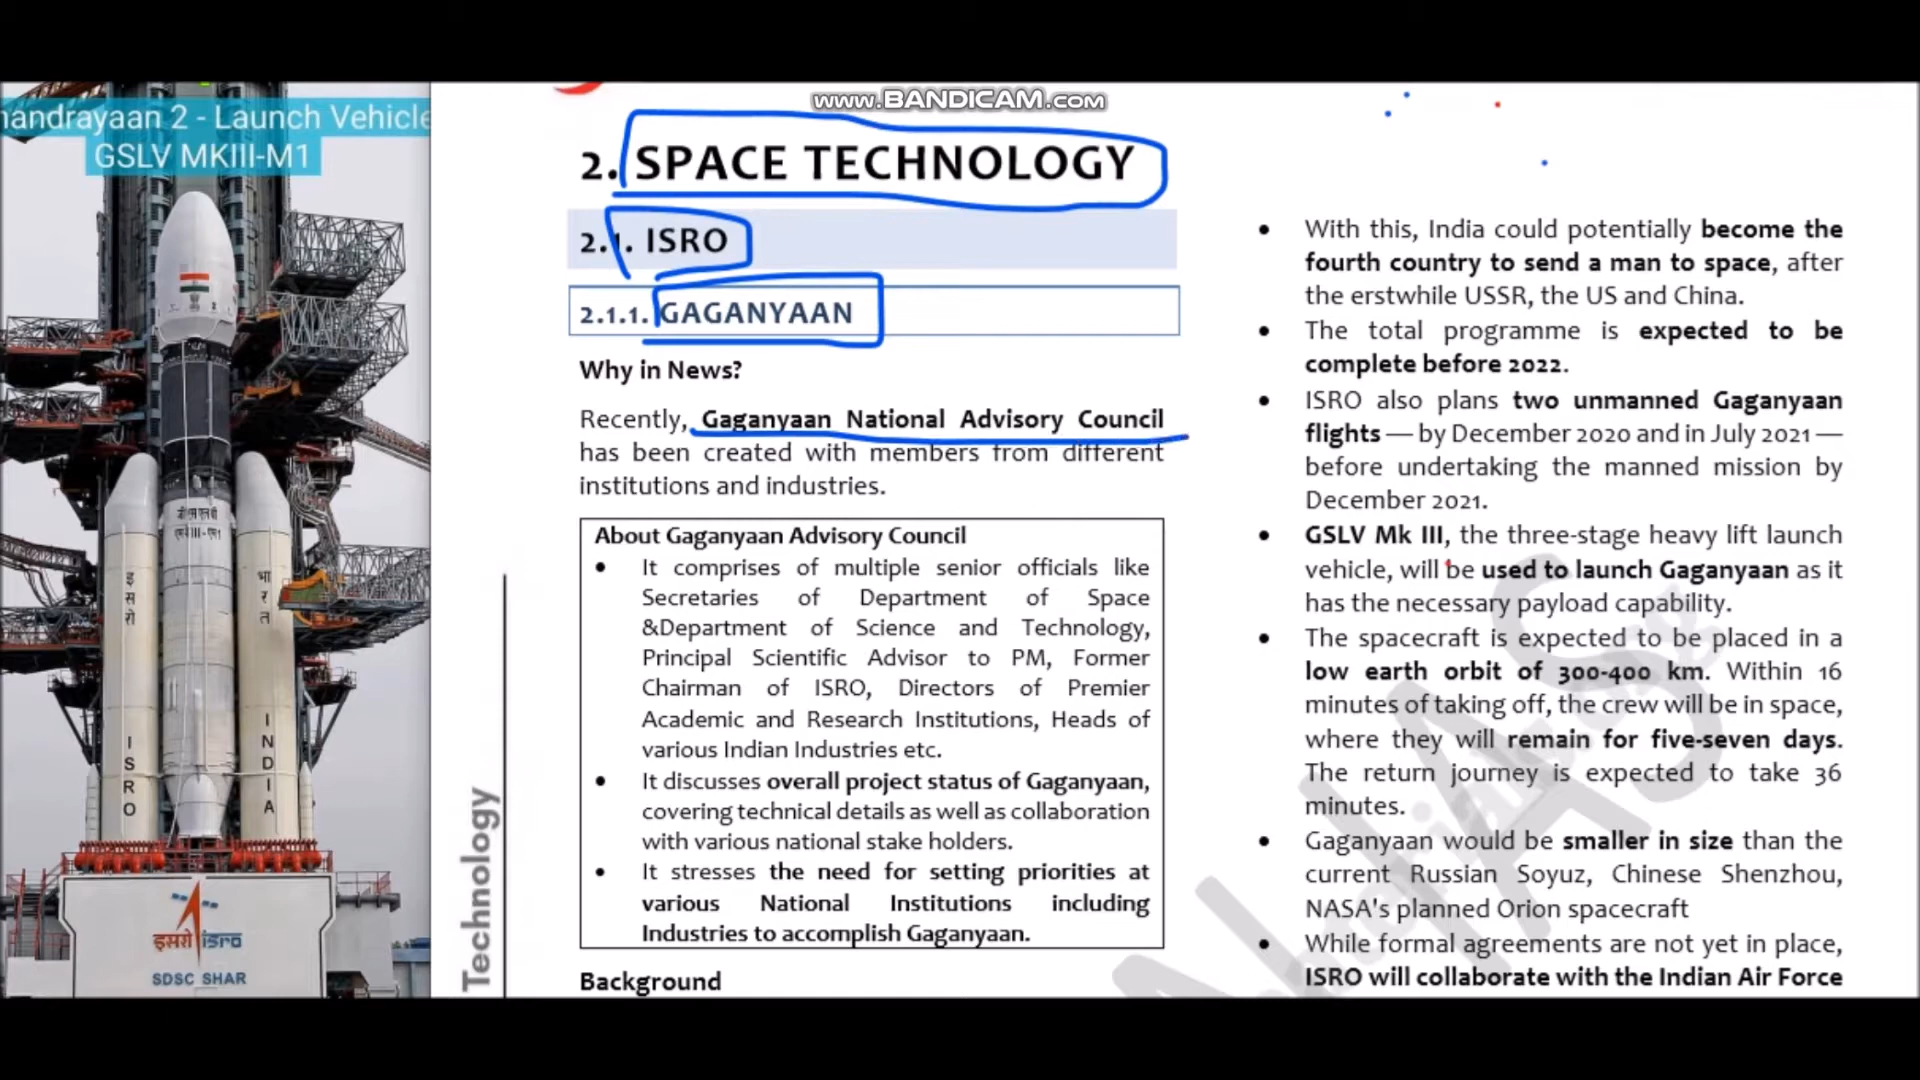 www.BANDICAM.com
handrayaan 2 - Launch Vehicle
GSLV MKIII-M1
इसरो
ISRO
भारत
INDIA
इसरो isro
SDSC SHAR
Technology
2. SPACE TECHNOLOGY
2.1. ISRO
2.1.1. GAGANYAAN
Why in News?
Recently, Gaganyaan National Advisory Council
has been created with members from different
institutions and industries.
About Gaganyaan Advisory Council
• It comprises of multiple senior officials like
Secretaries of Department of Space
&Department of Science and Technology,
Principal Scientific Advisor to PM, Former
Chairman of ISRO, Directors of Premier
Academic and Research Institutions, Heads of
various Indian Industries etc.
• It discusses overall project status of Gaganyaan,
covering technical details as well as collaboration
with various national stake holders.
• It stresses the need for setting priorities at
various National Institutions including
Industries to accomplish Gaganyaan.
Background
• With this, India could potentially become the
fourth country to send a man to space, after
the erstwhile USSR, the US and China.
• The total programme is expected to be
complete before 2022.
• ISRO also plans two unmanned Gaganyaan
flights — by December 2020 and in July 2021 —
before undertaking the manned mission by
December 2021.
• GSLV Mk III, the three-stage heavy lift launch
vehicle, will be used to launch Gaganyaan as it
has the necessary payload capability.
• The spacecraft is expected to be placed in a
low earth orbit of 300-400 km. Within 16
minutes of taking off, the crew will be in space,
where they will remain for five-seven days.
The return journey is expected to take 36
minutes.
• Gaganyaan would be smaller in size than the
current Russian Soyuz, Chinese Shenzhou,
NASA's planned Orion spacecraft
• While formal agreements are not yet in place,
ISRO will collaborate with the Indian Air Force